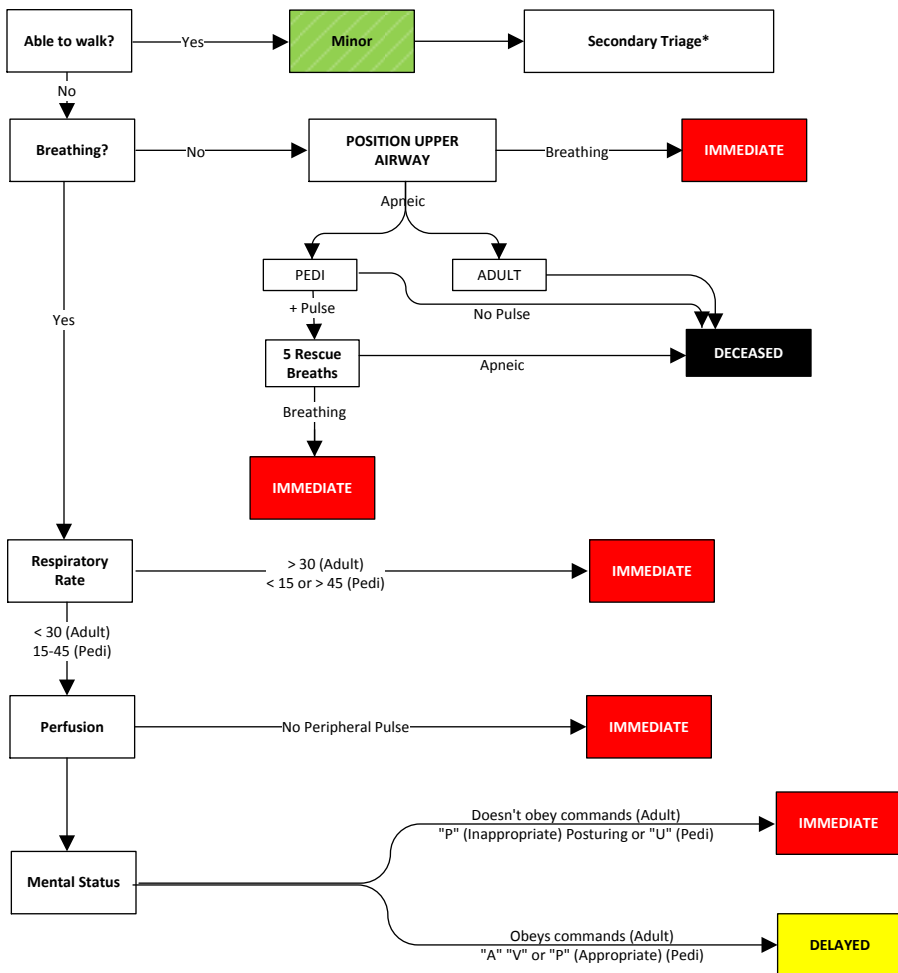 Able to walk?
Yes
Minor
Secondary Triage*
No
Breathing?
No
POSITION UPPER
AIRWAY
Breathing
IMMEDIATE
Apneic
PEDI
ADULT
+ Pulse
No Pulse
Yes
5 Rescue
Breaths
Apneic
DECEASED
Breathing
IMMEDIATE
Respiratory
Rate
> 30 (Adult)
< 15 or > 45 (Pedi)
IMMEDIATE
< 30 (Adult)
15-45 (Pedi)
Perfusion
No Peripheral Pulse
IMMEDIATE
Mental Status
Doesn't obey commands (Adult)
"P" (Inappropriate) Posturing or "U" (Pedi)
IMMEDIATE
Obeys commands (Adult)
"A" "V" or "P" (Appropriate) (Pedi)
DELAYED